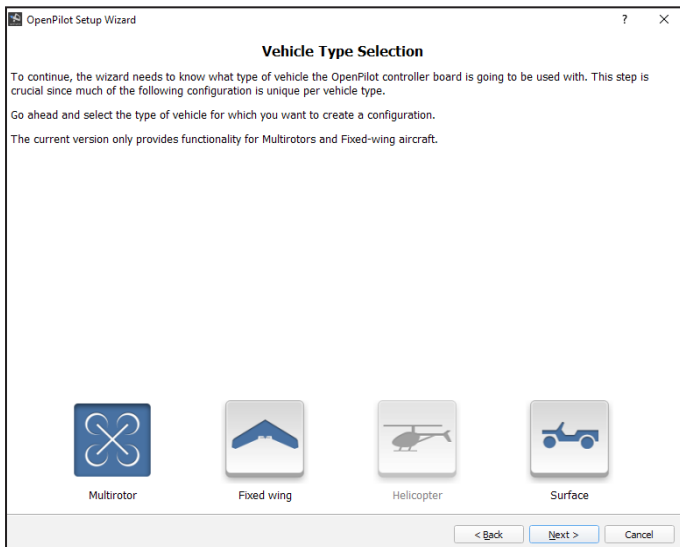 OpenPilot Setup Wizard
?
Vehicle Type Selection
To continue, the wizard needs to know what type of vehicle the OpenPilot controller board is going to be used with. This step is
crucial since much of the following configuration is unique per vehicle type.
Go ahead and select the type of vehicle for which you want to create a configuration.
The current version only provides functionality for Multirotors and Fixed-wing aircraft.
Multirotor
Fixed wing
Helicopter
Surface
< Back
Next >
Cancel